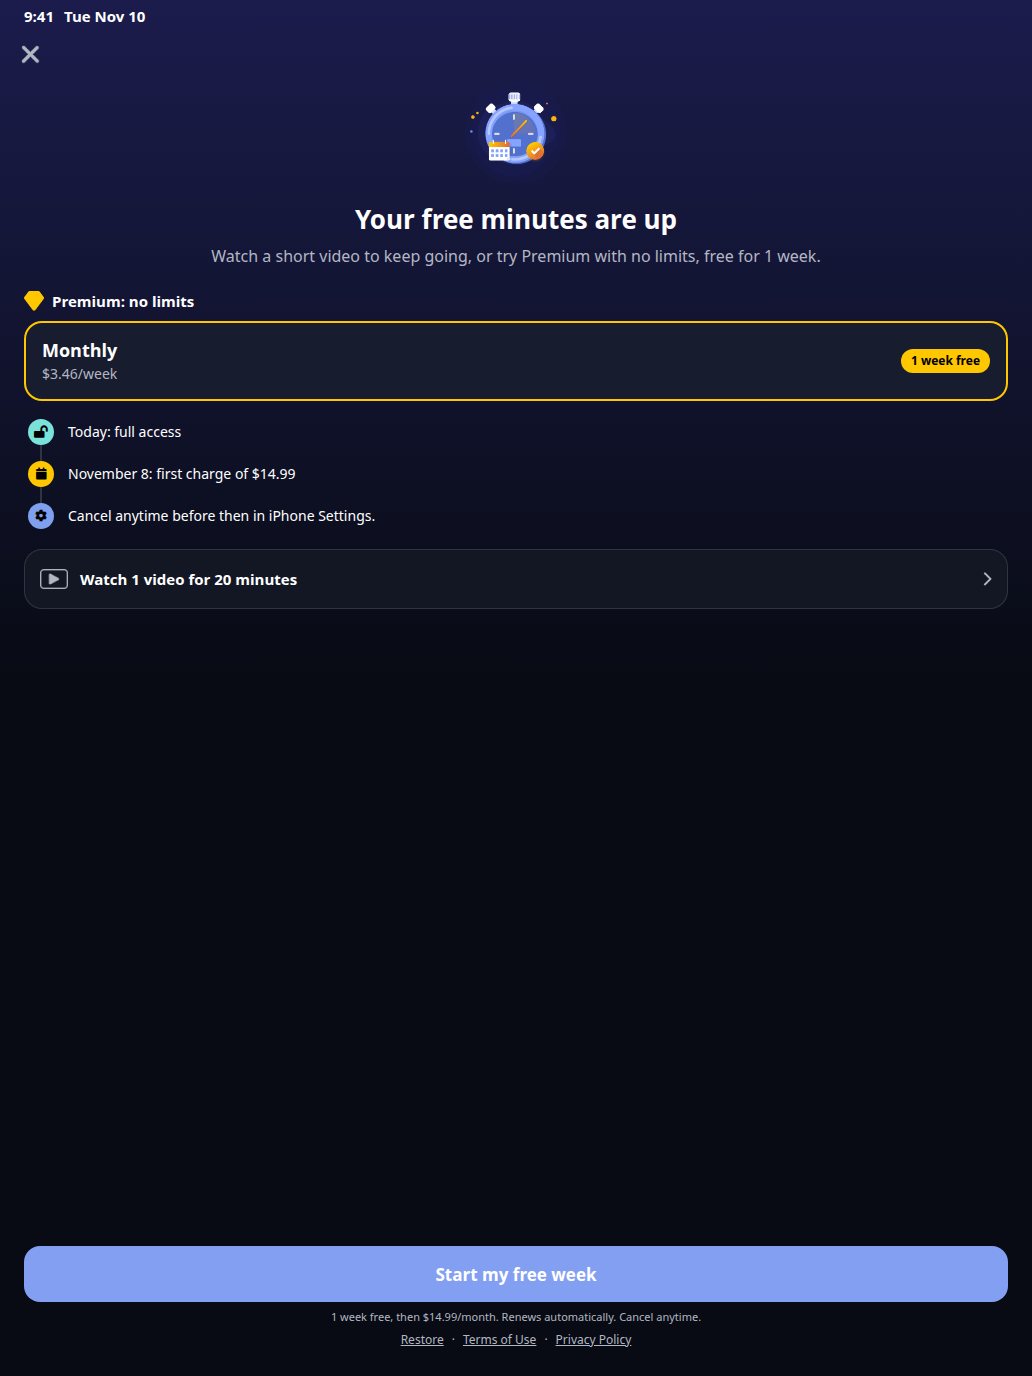 9:41 Tue Nov 10
Your free minutes are up
Watch a short video to keep going, or try Premium with no limits, free for 1 week.
Premium: no limits
Monthly
$3.46/week
1 week free
Today: full access
November 8: first charge of $14.99
Cancel anytime before then in iPhone Settings.
Watch 1 video for 20 minutes
Start my free week
1 week free, then $14.99/month. Renews automatically. Cancel anytime.
Restore · Terms of Use · Privacy Policy